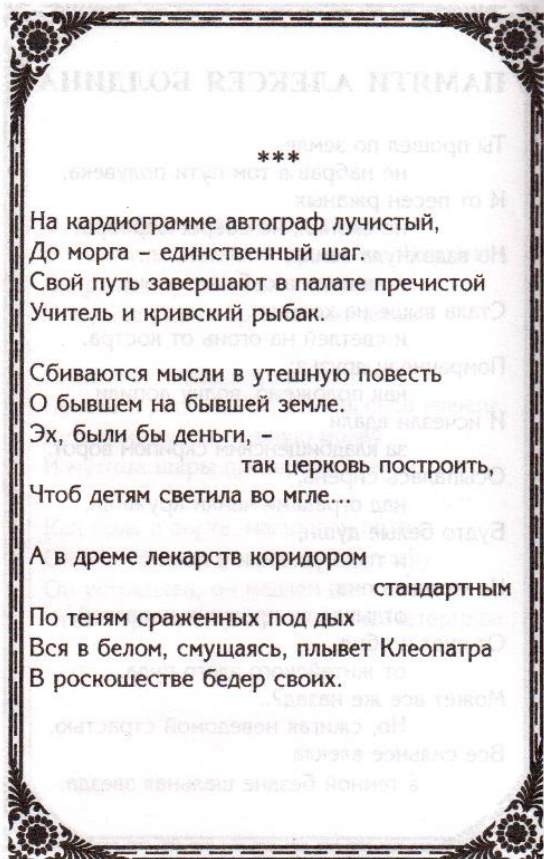 ***
На кардиограмме автограф лучистый,
До морга – единственный шаг.
Свой путь завершают в палате пречистой
Учитель и кривский рыбак.
Сбиваются мысли в утешную повесть
О бывшем на бывшей земле.
Эх, были бы деньги, –
так церковь построить,
Чтоб детям светила во мгле...
А в дреме лекарств коридором
стандартным
По теням сраженных под дых
Вся в белом, смущаясь, плывет Клеопатра
В роскошестве бедер своих.